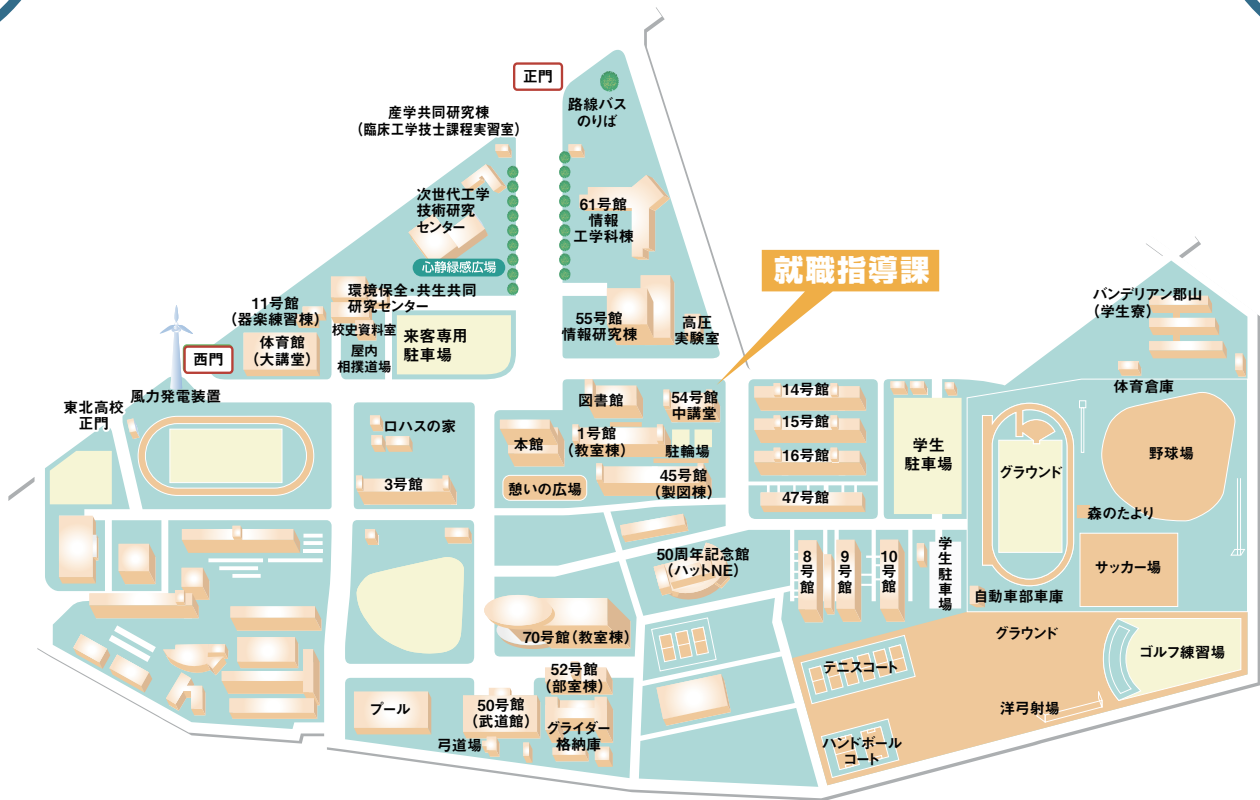 正門
路線バス
のりば
産学共同研究棟
（臨床工学技士課程実習室）
次世代工学
技術研究
センター
61号館
情報
工学科棟
心静緑感広場
環境保全・共生共同
研究センター
11号館
（器楽練習棟）
校史資料室
来客専用
駐車場
体育館
（大講堂）
屋内
相撲道場
西門
55号館
情報研究棟
高圧
実験室
就職指導課
パンデリアン郡山
（学生寮）
体育倉庫
風力発電装置
東北高校
正門
ロハスの家
3号館
図書館
54号館
中講堂
本館
1号館
（教室棟）
駐輪場
憩いの広場
45号館
（製図棟）
14号館
15号館
16号館
47号館
学生
駐車場
グラウンド
野球場
森のたより
サッカー場
50周年記念館
（ハットNE）
8号館
9号館
10号館
学生駐車場
自動車部車庫
グラウンド
ゴルフ練習場
70号館（教室棟）
テニスコート
52号館
（部室棟）
プール
50号館
（武道館）
グライダー
格納庫
弓道場
洋弓射場
ハンドボール
コート